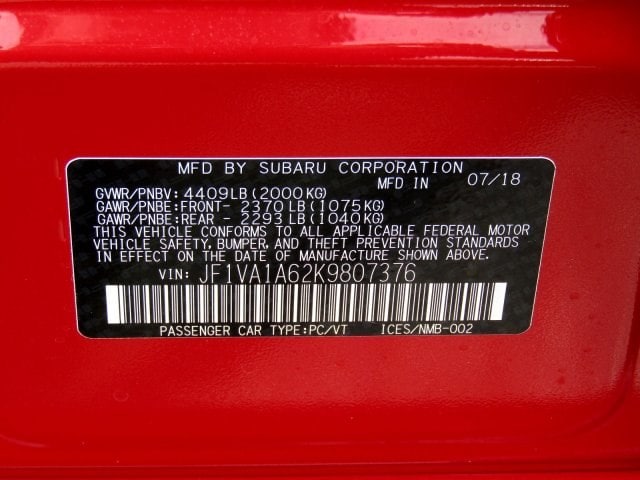 MFD BY SUBARU CORPORATION
MFD IN 07/18
GVWR/PNBV: 4409LB(2000KG)
GAWR/PNBE:FRONT- 2370LB(1075KG)
GAWR/PNBE:REAR - 2293LB(1040KG)
THIS VEHICLE CONFORMS TO ALL APPLICABLE FEDERAL MOTOR
VEHICLE SAFETY, BUMPER, AND THEFT PREVENTION STANDARDS
IN EFFECT ON THE DATE OF MANUFACTURE SHOWN ABOVE.
VIN: JF1VA1A62K9807376
PASSENGER CAR TYPE:PC/VT ICES/NMB-002